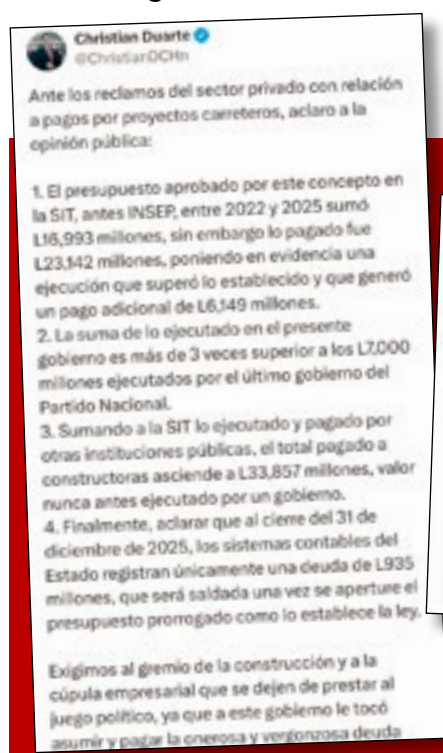 Christian Duarte
@ChristianDCHn
Ante los reclamos del sector privado con relación
a pagos por proyectos carreteros, aclaro a la
opinión pública:
1. El presupuesto aprobado por este concepto en
la SIT, antes INSEP, entre 2022 y 2025 sumó
L16,993 millones, sin embargo lo pagado fue
L23,142 millones, poniendo en evidencia una
ejecución que superó lo establecido y que generó
un pago adicional de L6,149 millones.
2. La suma de lo ejecutado en el presente
gobierno es más de 3 veces superior a los L7,000
millones ejecutados por el último gobierno del
Partido Nacional.
3. Sumando a la SIT lo ejecutado y pagado por
otras instituciones públicas, el total pagado a
constructoras asciende a L33,857 millones, valor
nunca antes ejecutado por un gobierno.
4. Finalmente, aclarar que al cierre del 31 de
diciembre de 2025, los sistemas contables del
Estado registran únicamente una deuda de L935
millones, que será saldada una vez se aperture el
presupuesto prorrogado como lo establece la ley.
Exigimos al gremio de la construcción y a la
cúpula empresarial que se dejen de prestar al
juego político, ya que a este gobierno le tocó
asumir y pagar la onerosa y vergonzosa deuda